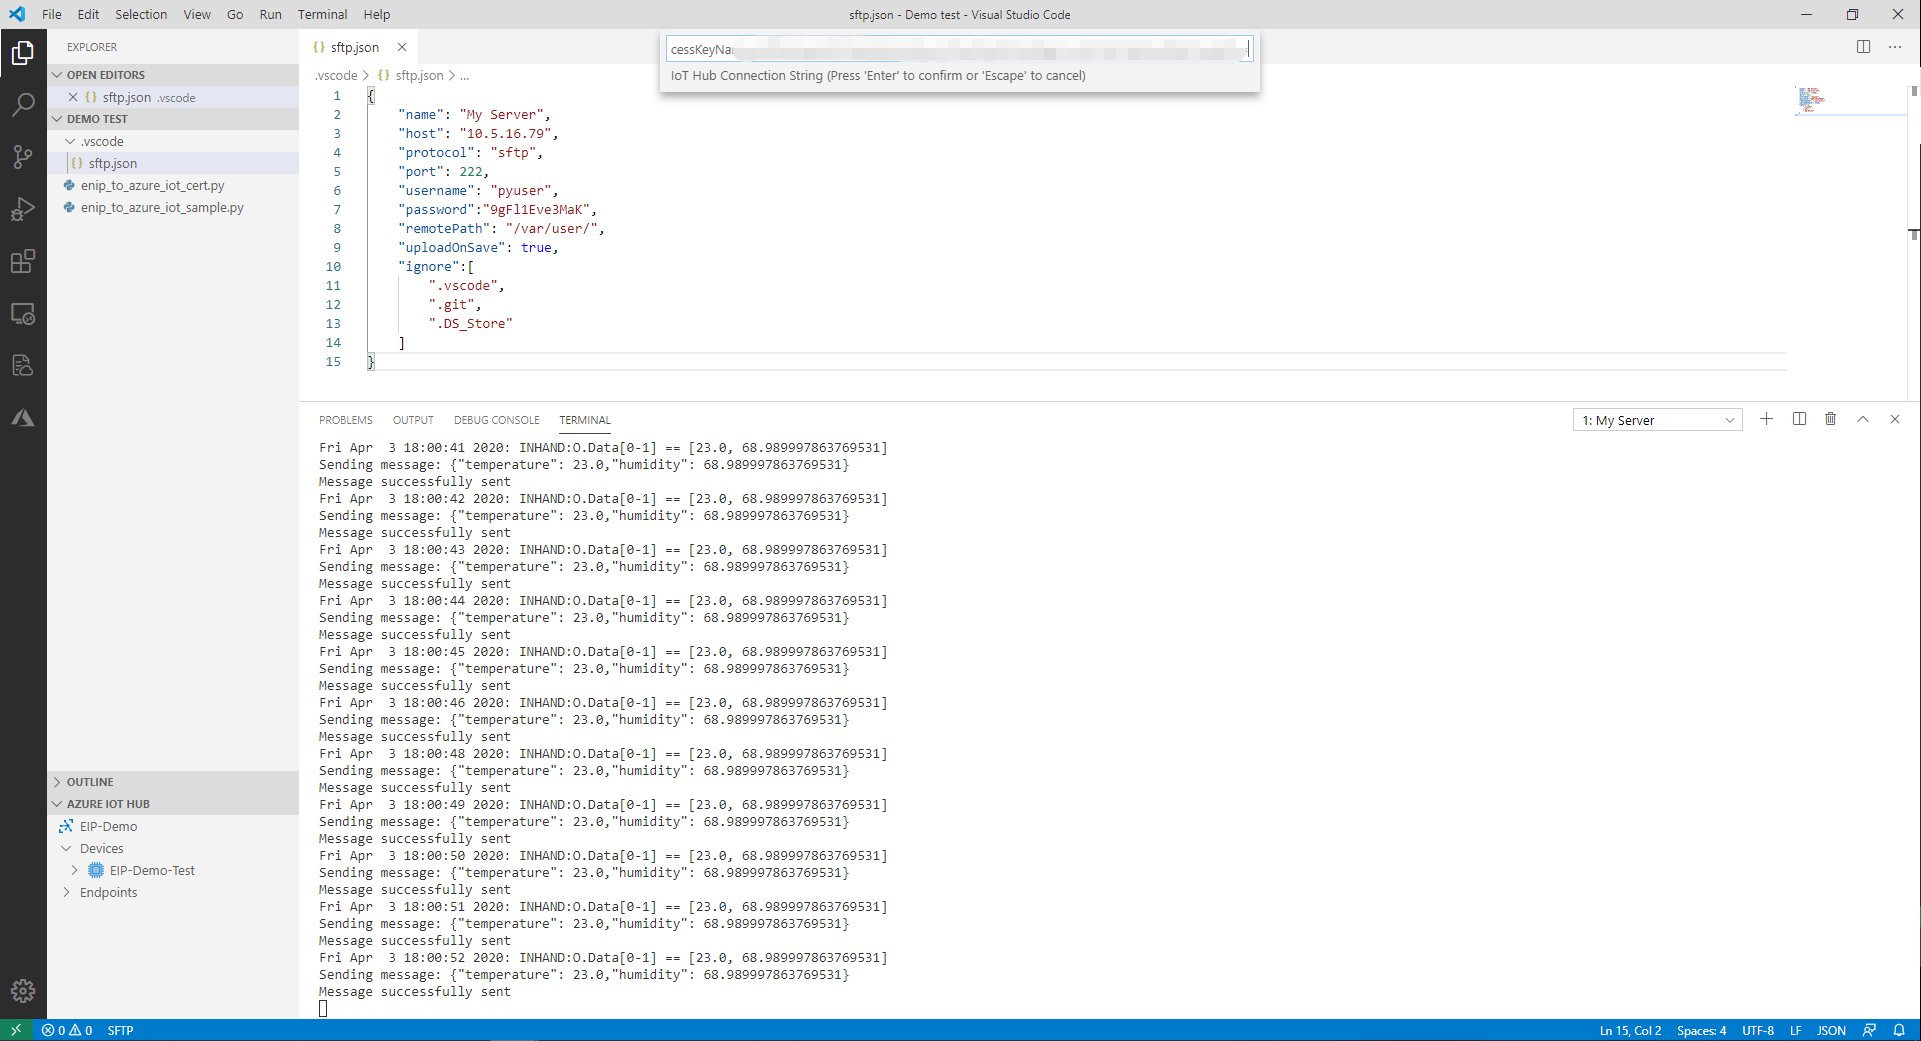 File Edit Selection View Go Run Terminal Help
sftp.json - Demo test - Visual Studio Code
EXPLORER
OPEN EDITORS
sftp.json .vscode
DEMO TEST
.vscode
sftp.json
enip_to_azure_iot_cert.py
enip_to_azure_iot_sample.py
OUTLINE
AZURE IOT HUB
EIP-Demo
Devices
EIP-Demo-Test
Endpoints
{} sftp.json
.vscode > {} sftp.json > ...
cessKeyNa
IoT Hub Connection String (Press 'Enter' to confirm or 'Escape' to cancel)
1 {
2 "name": "My Server",
3 "host": "10.5.16.79",
4 "protocol": "sftp",
5 "port": 222,
6 "username": "pyuser",
7 "password":"9gFl1Eve3MaK",
8 "remotePath": "/var/user/",
9 "uploadOnSave": true,
10 "ignore":[
11 ".vscode",
12 ".git",
13 ".DS_Store"
14 ]
15 }
PROBLEMS OUTPUT DEBUG CONSOLE TERMINAL
1: My Server
Fri Apr  3 18:00:41 2020: INHAND:O.Data[0-1] == [23.0, 68.989997863769531]
Sending message: {"temperature": 23.0,"humidity": 68.989997863769531}
Message successfully sent
Fri Apr  3 18:00:42 2020: INHAND:O.Data[0-1] == [23.0, 68.989997863769531]
Sending message: {"temperature": 23.0,"humidity": 68.989997863769531}
Message successfully sent
Fri Apr  3 18:00:43 2020: INHAND:O.Data[0-1] == [23.0, 68.989997863769531]
Sending message: {"temperature": 23.0,"humidity": 68.989997863769531}
Message successfully sent
Fri Apr  3 18:00:44 2020: INHAND:O.Data[0-1] == [23.0, 68.989997863769531]
Sending message: {"temperature": 23.0,"humidity": 68.989997863769531}
Message successfully sent
Fri Apr  3 18:00:45 2020: INHAND:O.Data[0-1] == [23.0, 68.989997863769531]
Sending message: {"temperature": 23.0,"humidity": 68.989997863769531}
Message successfully sent
Fri Apr  3 18:00:46 2020: INHAND:O.Data[0-1] == [23.0, 68.989997863769531]
Sending message: {"temperature": 23.0,"humidity": 68.989997863769531}
Message successfully sent
Fri Apr  3 18:00:48 2020: INHAND:O.Data[0-1] == [23.0, 68.989997863769531]
Sending message: {"temperature": 23.0,"humidity": 68.989997863769531}
Message successfully sent
Fri Apr  3 18:00:49 2020: INHAND:O.Data[0-1] == [23.0, 68.989997863769531]
Sending message: {"temperature": 23.0,"humidity": 68.989997863769531}
Message successfully sent
Fri Apr  3 18:00:50 2020: INHAND:O.Data[0-1] == [23.0, 68.989997863769531]
Sending message: {"temperature": 23.0,"humidity": 68.989997863769531}
Message successfully sent
Fri Apr  3 18:00:51 2020: INHAND:O.Data[0-1] == [23.0, 68.989997863769531]
Sending message: {"temperature": 23.0,"humidity": 68.989997863769531}
Message successfully sent
Fri Apr  3 18:00:52 2020: INHAND:O.Data[0-1] == [23.0, 68.989997863769531]
Sending message: {"temperature": 23.0,"humidity": 68.989997863769531}
Message successfully sent
0 0 SFTP
Ln 15, Col 2 Spaces: 4 UTF-8 LF JSON